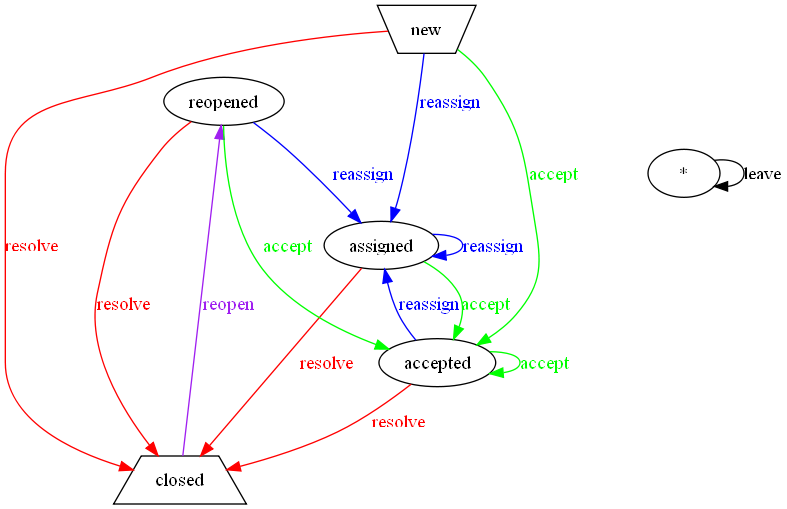 new
reopened
reassign
reassign
accept
*
leave
resolve
accept
assigned
reassign
resolve
reopen
reassign
accept
resolve
accepted
accept
resolve
closed